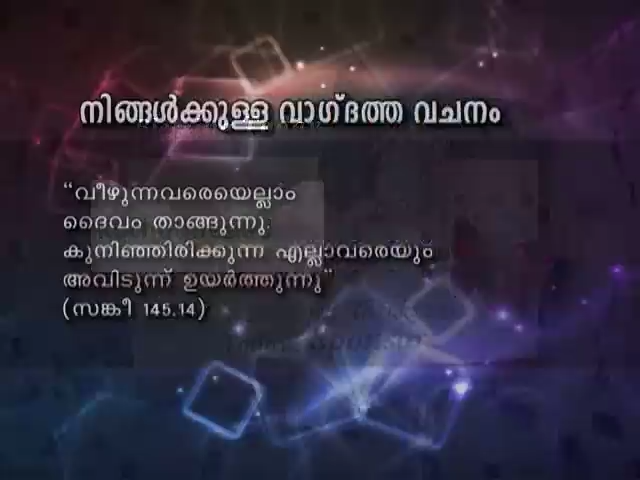 നിങ്ങൾക്കുള്ള വാഗ്ദത്ത വചനം
“വീഴുന്നവരെയെല്ലാം
ദൈവം താങ്ങുന്നു.
കുനിഞ്ഞിരിക്കുന്ന എല്ലാവരെയും
അവിടുന്ന് ഉയർത്തുന്നു”
(സങ്കീ 145.14)